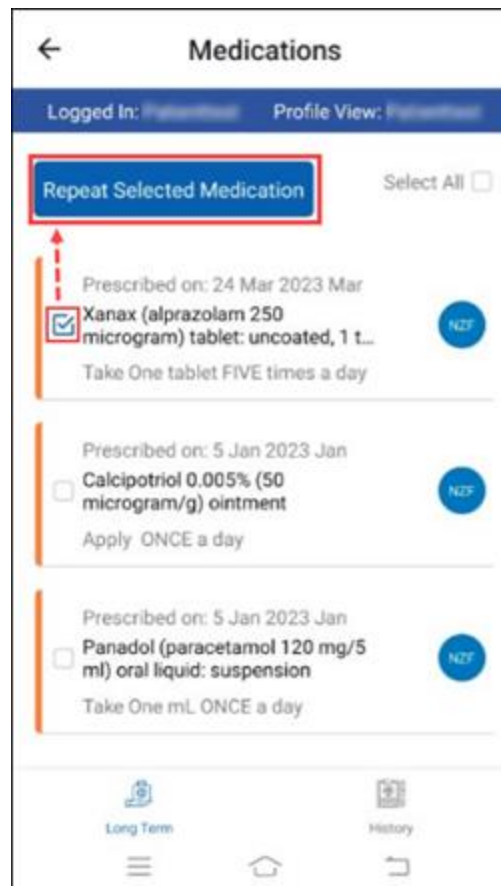 Medications
Logged In:
Profile View:
Repeat Selected Medication
Select All
Prescribed on: 24 Mar 2023 Mar
Xanax (alprazolam 250
microgram) tablet: uncoated, 1 t...
NZF
Take One tablet FIVE times a day
Prescribed on: 5 Jan 2023 Jan
Calcipotriol 0.005% (50
microgram/g) ointment
NZF
Apply ONCE a day
Prescribed on: 5 Jan 2023 Jan
Panadol (paracetamol 120 mg/5
ml) oral liquid: suspension
NZF
Take One mL ONCE a day
Long Term
History